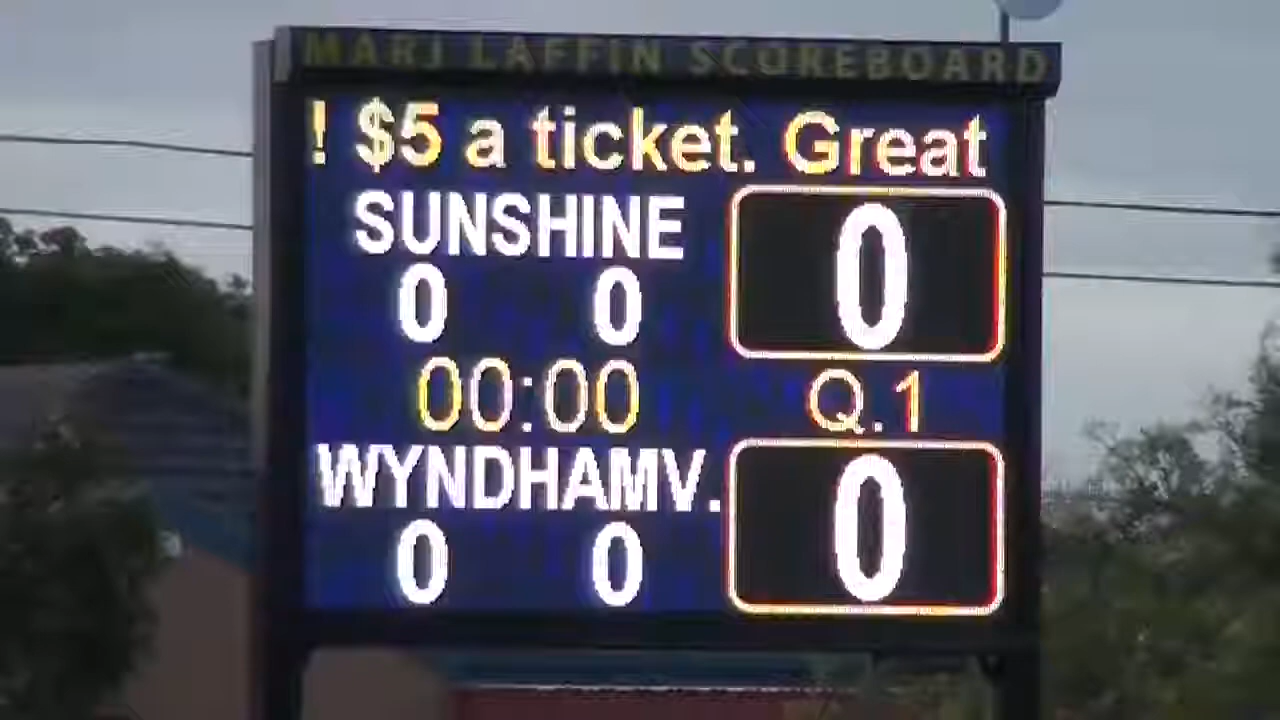 MARJ LAFFIN SCOREBOARD
! $5 a ticket. Great
SUNSHINE
0 0 0
00:00 Q.1
WYNDHAMV.
0 0 0